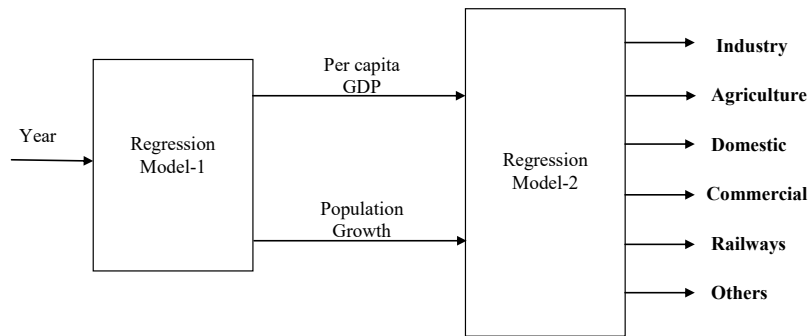 Year
Regression
Model-1
Per capita
GDP
Population
Growth
Regression
Model-2
Industry
Agriculture
Domestic
Commercial
Railways
Others